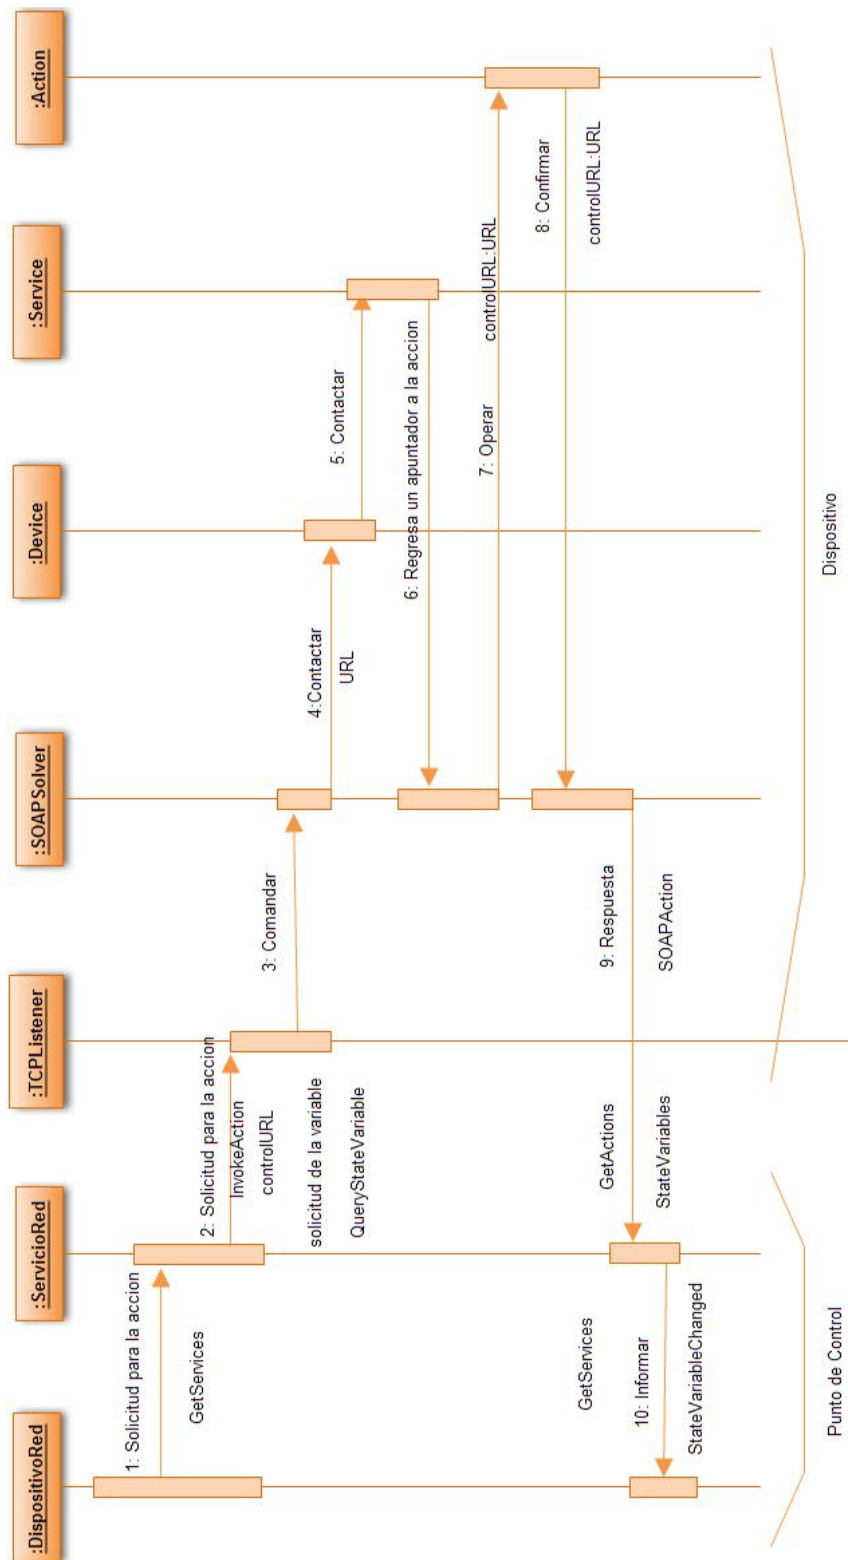 :DispositivoRed
:ServicioRed
:TCPListener
:SOAPSolver
:Device
:Service
:Action
1: Solicitud para la accion
GetServices
2: Solicitud para la accion
InvokeAction
controlURL
solicitud de la variable
QueryStateVariable
3: Comandar
4:Contactar
URL
5: Contactar
6: Regresa un apuntador a la accion
7: Operar
controlURL:URL
8: Confirmar
controlURL:URL
9: Respuesta
SOAPAction
GetActions
StateVariables
GetServices
10: Informar
StateVariableChanged
Punto de Control
Dispositivo